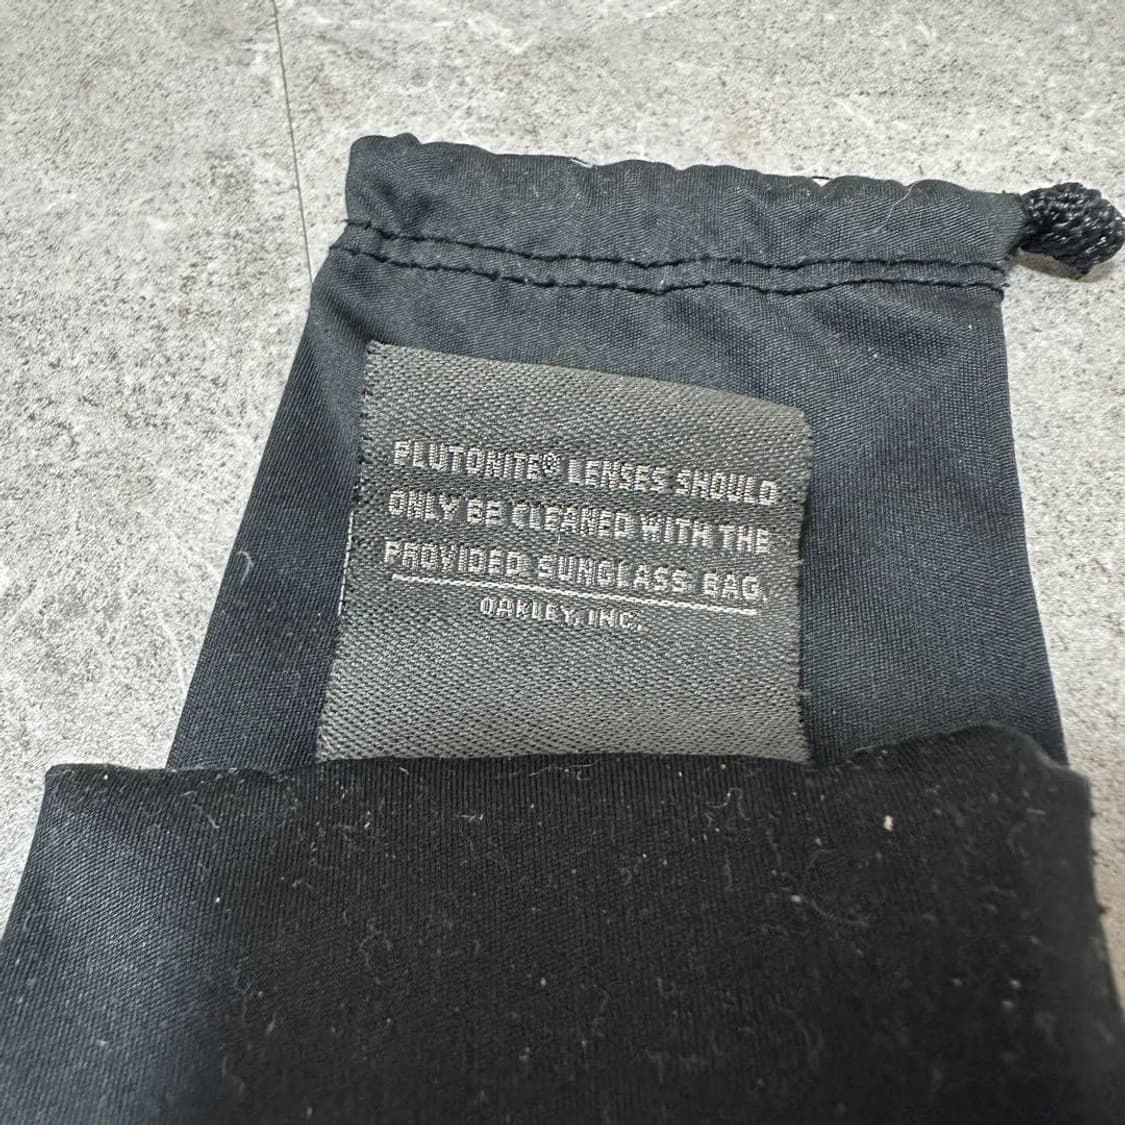 PLUTONITE® LENSES SHOULD
ONLY BE CLEANED WITH THE
PROVIDED SUNGLASS BAG.
OAKLEY, INC.